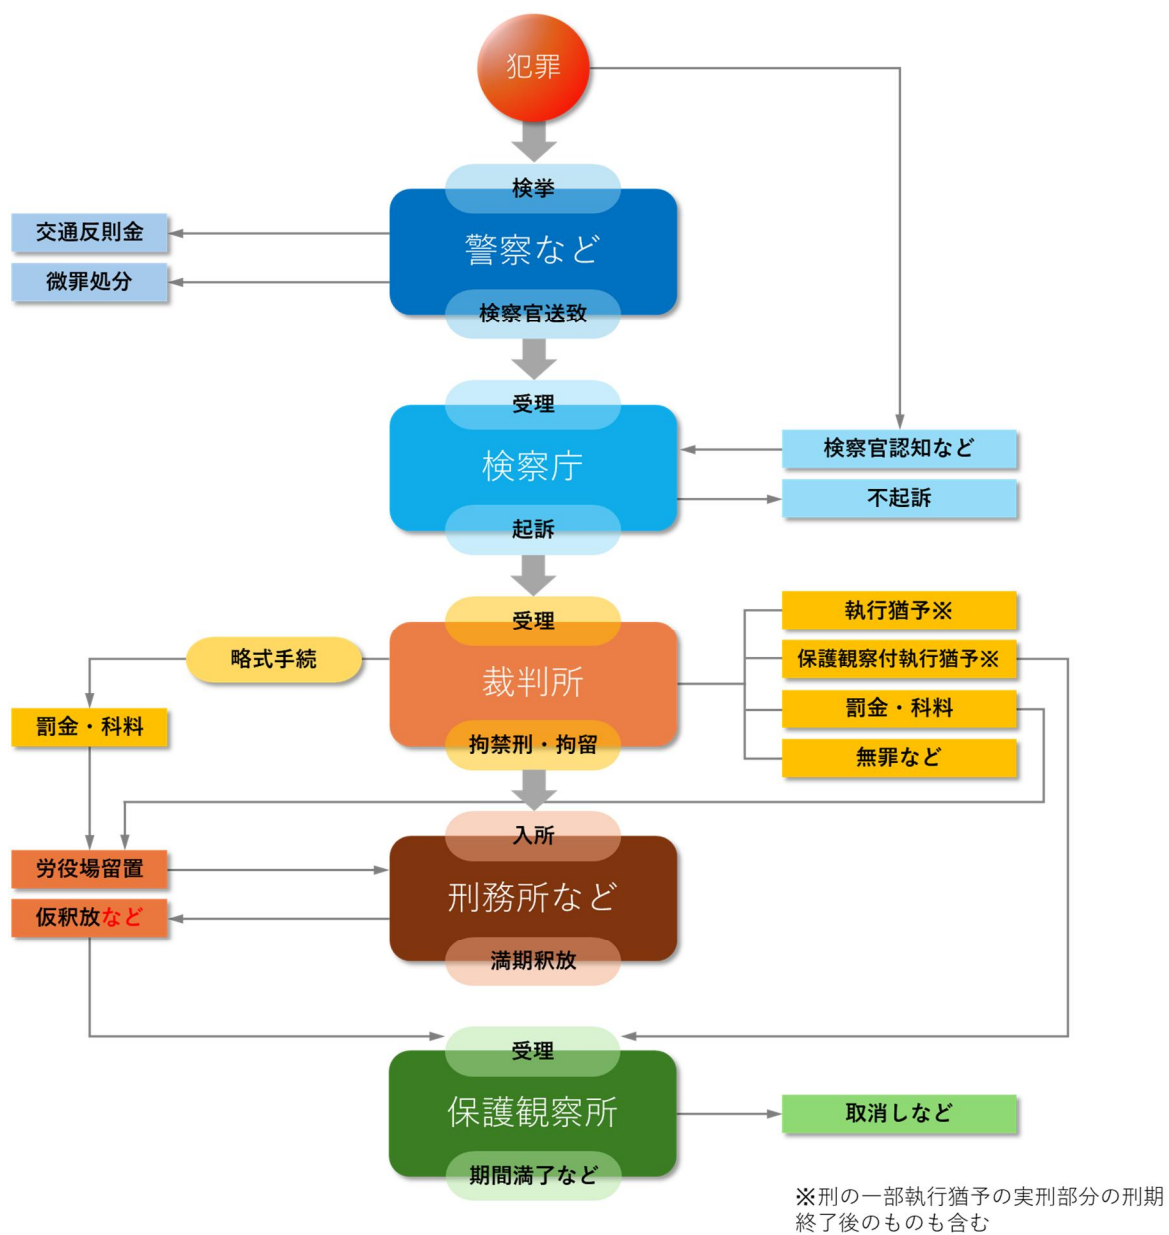 犯罪
検挙
警察など
交通反則金
微罪処分
検察官送致
受理
検察庁
検察官認知など
不起訴
起訴
受理
裁判所
略式手続
罰金・科料
執行猶予※
保護観察付執行猶予※
罰金・科料
無罪など
拘禁刑・拘留
入所
刑務所など
労役場留置
仮釈放など
満期釈放
受理
保護観察所
取消しなど
期間満了など
※刑の一部執行猶予の実刑部分の刑期
終了後のものも含む